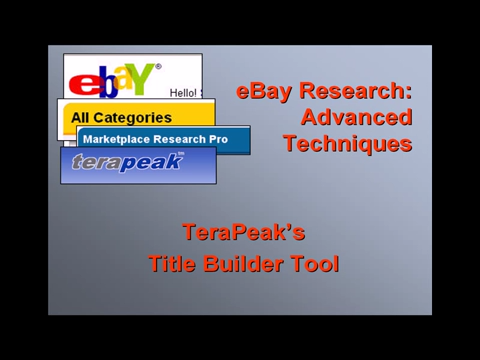 ebaY®
Hello!
All Categories
Marketplace Research Pro
terapeak
eBay Research:
Advanced
Techniques
TeraPeak's
Title Builder Tool